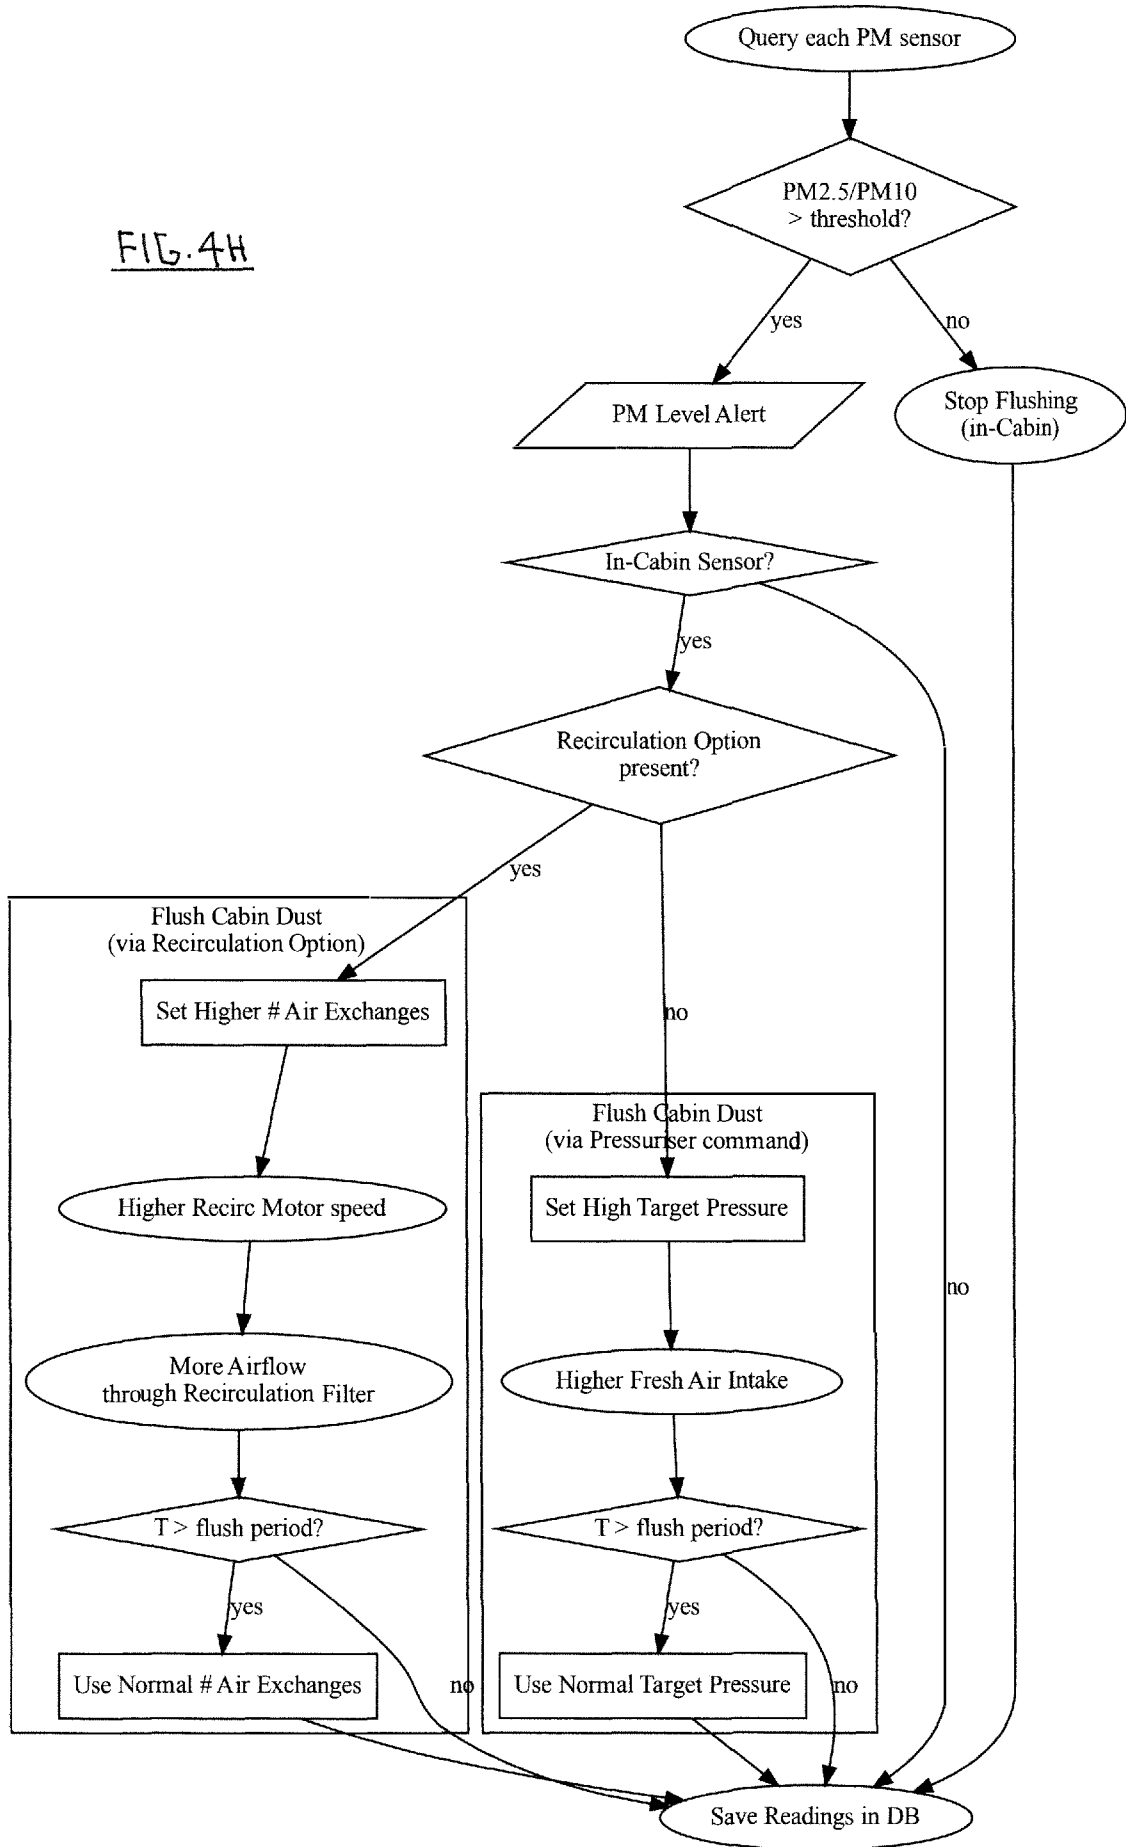 Query each PM sensor
PM2.5/PM10
> threshold?
FIG. 4H
yes
no
PM Level Alert
Stop Flushing
(in-Cabin)
In-Cabin Sensor?
yes
Recirculation Option
present?
yes
Flush Cabin Dust
(via Recirculation Option)
Set Higher # Air Exchanges
no
Flush Cabin Dust
(via Pressuriser command)
Higher Recirc Motor speed
Set High Target Pressure
no
More Airflow
through Recirculation Filter
Higher Fresh Air Intake
T > flush period?
T > flush period?
yes
yes
Use Normal # Air Exchanges
no
Use Normal Target Pressure
no
Save Readings in DB